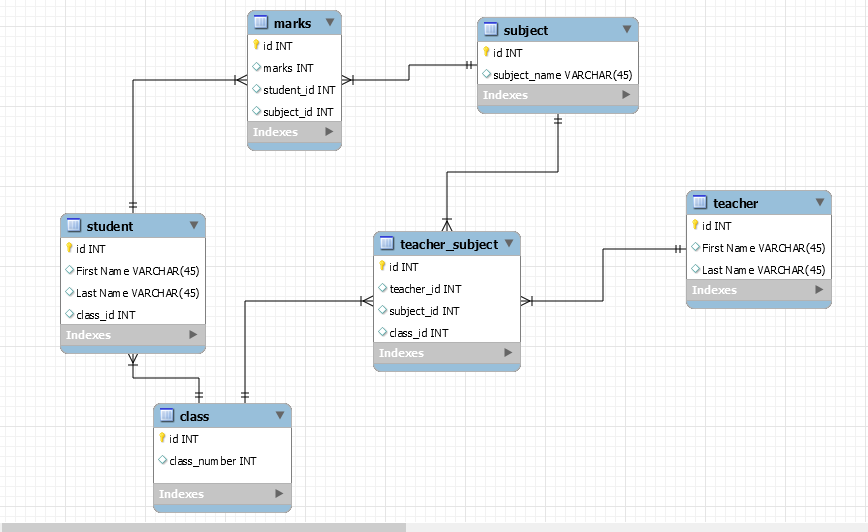 marks
id INT
marks INT
student_id INT
subject_id INT
Indexes
subject
id INT
subject_name VARCHAR(45)
Indexes
student
id INT
First Name VARCHAR(45)
Last Name VARCHAR(45)
class_id INT
Indexes
teacher_subject
id INT
teacher_id INT
subject_id INT
class_id INT
Indexes
teacher
id INT
First Name VARCHAR(45)
Last Name VARCHAR(45)
Indexes
class
id INT
class_number INT
Indexes